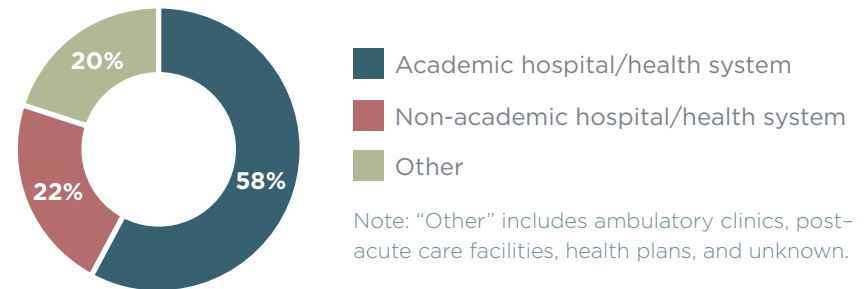 20%
58%
22%
Academic hospital/health system
Non-academic hospital/health system
Other
Note: “Other” includes ambulatory clinics, post–
acute care facilities, health plans, and unknown.